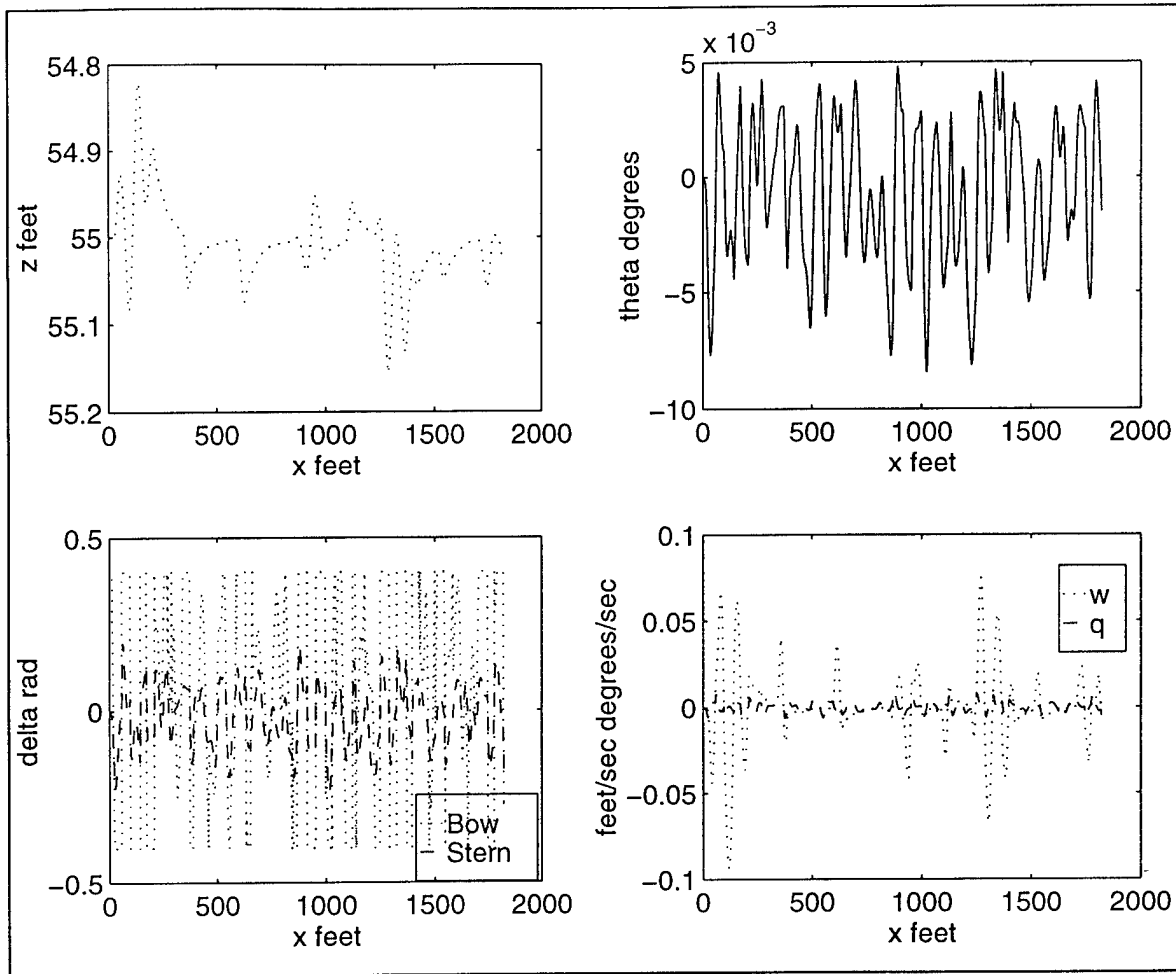 54.8
54.9
55
55.1
55.2
z feet
0 500 1000 1500 2000
x feet
x 10⁻³
5
0
−5
−10
theta degrees
0 500 1000 1500 2000
x feet
0.5
0
−0.5
delta rad
Bow
Stern
0 500 1000 1500 2000
x feet
0.1
0.05
0
−0.05
−0.1
feet/sec degrees/sec
w
q
0 500 1000 1500 2000
x feet